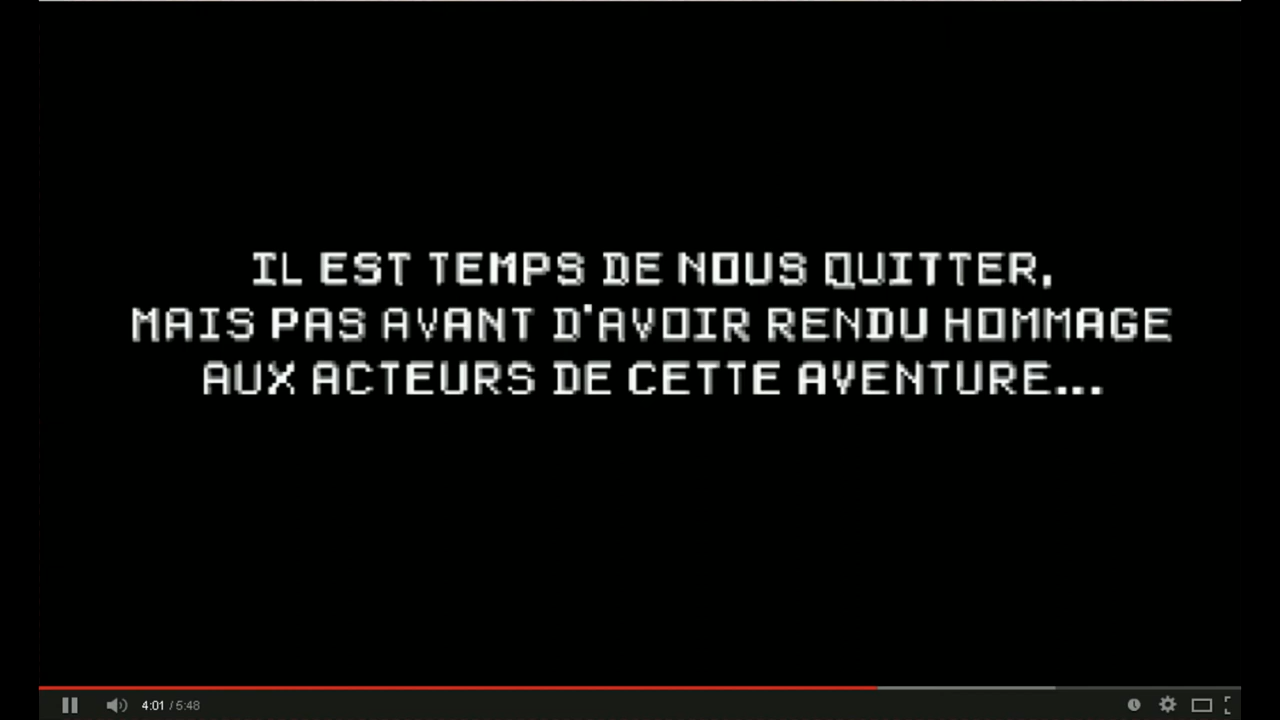 IL EST TEMPS DE NOUS QUITTER,
MAIS PAS AVANT D'AVOIR RENDU HOMMAGE
AUX ACTEURS DE CETTE AVENTURE...
4:01 / 5:48